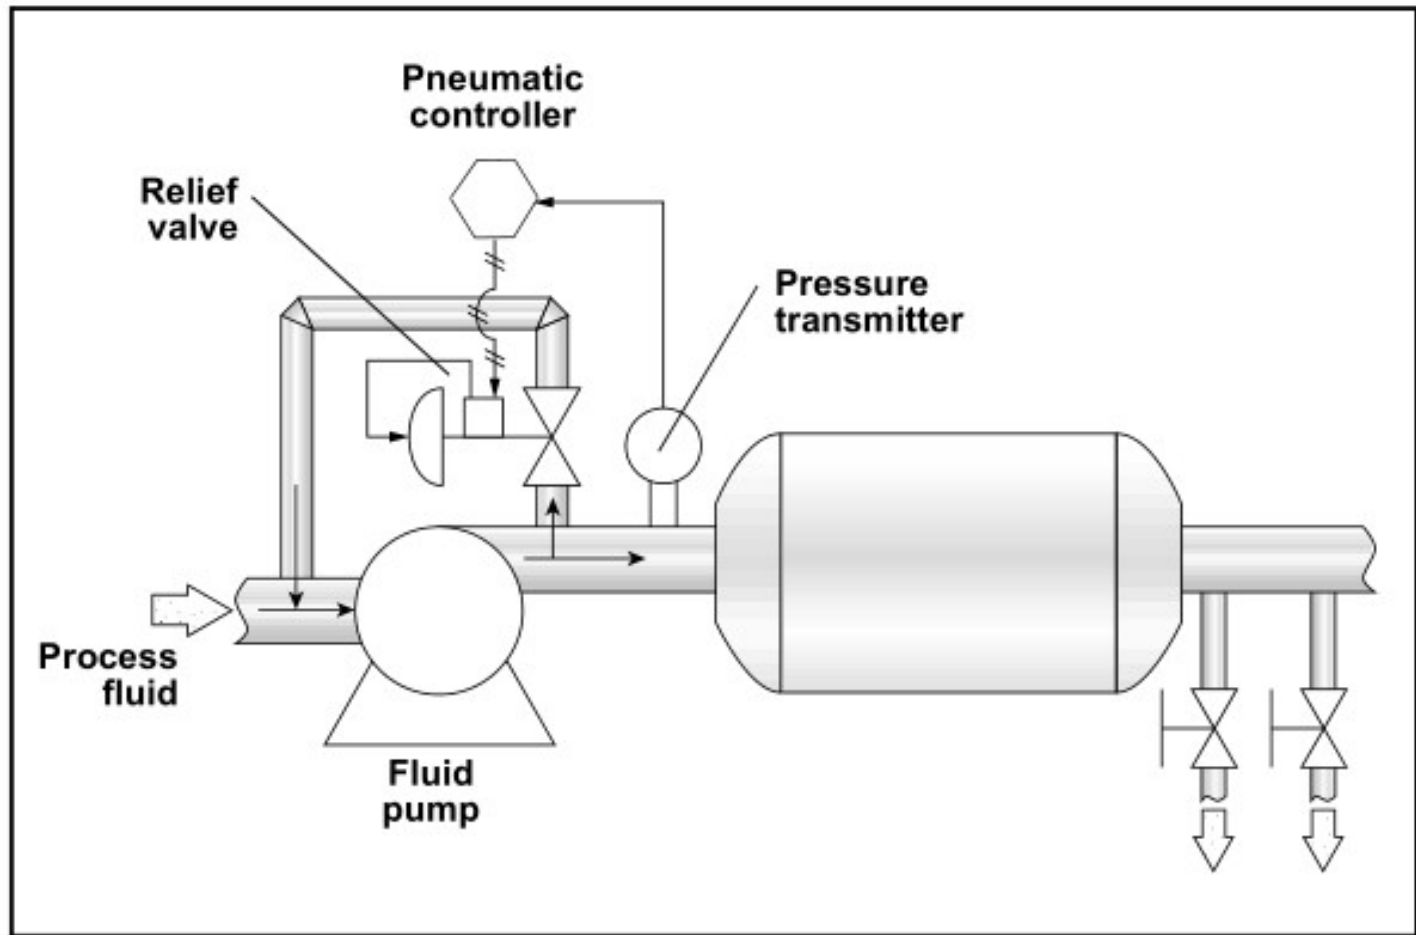 Pneumatic
controller
Relief
valve
Pressure
transmitter
Process
fluid
Fluid
pump